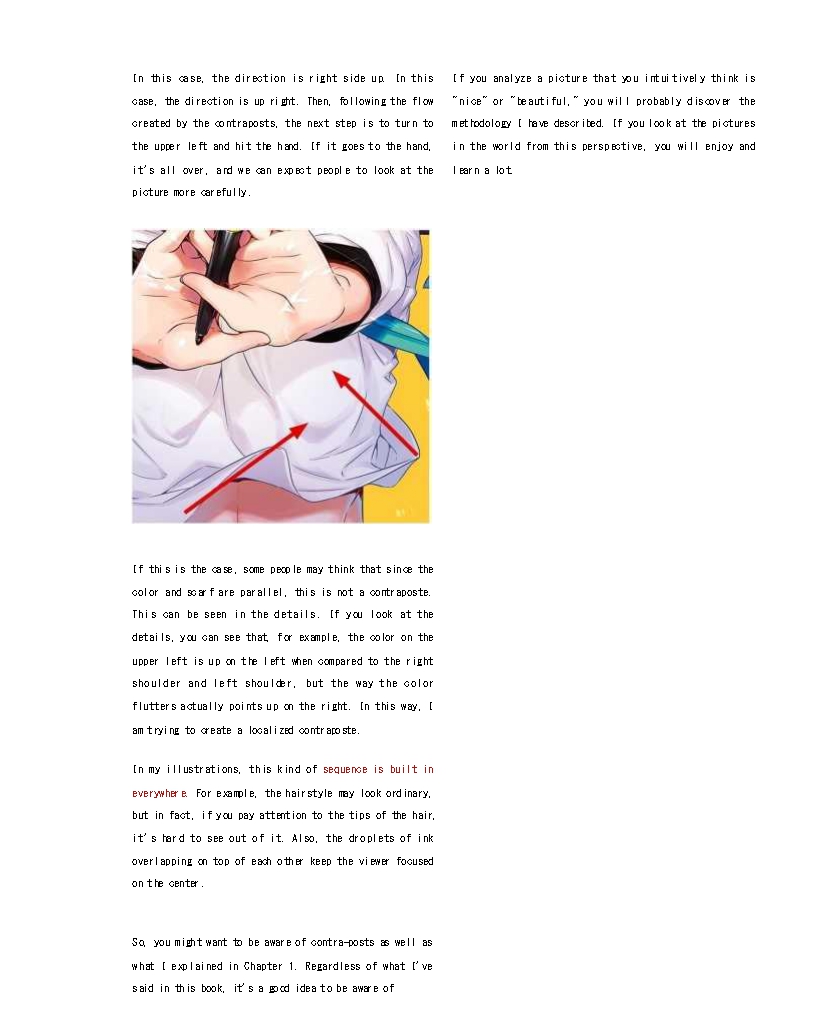 In this case, the direction is right side up. In this
case, the direction is up right. Then, following the flow
created by the contraposts, the next step is to turn to
the upper left and hit the hand. If it goes to the hand,
it's all over, and we can expect people to look at the
picture more carefully.
If this is the case, some people may think that since the
color and scarf are parallel, this is not a contraposte.
This can be seen in the details. If you look at the
details, you can see that, for example, the color on the
upper left is up on the left when compared to the right
shoulder and left shoulder, but the way the color
flutters actually points up on the right. In this way, I
am trying to create a localized contraposte.
In my illustrations, this kind of sequence is built in
everywhere. For example, the hairstyle may look ordinary,
but in fact, if you pay attention to the tips of the hair,
it's hard to see out of it. Also, the droplets of ink
overlapping on top of each other keep the viewer focused
on the center.
So, you might want to be aware of contra-posts as well as
what I explained in Chapter 1. Regardless of what I've
said in this book, it's a good idea to be aware of
If you analyze a picture that you intuitively think is
"nice" or "beautiful," you will probably discover the
methodology I have described. If you look at the pictures
in the world from this perspective, you will enjoy and
learn a lot.